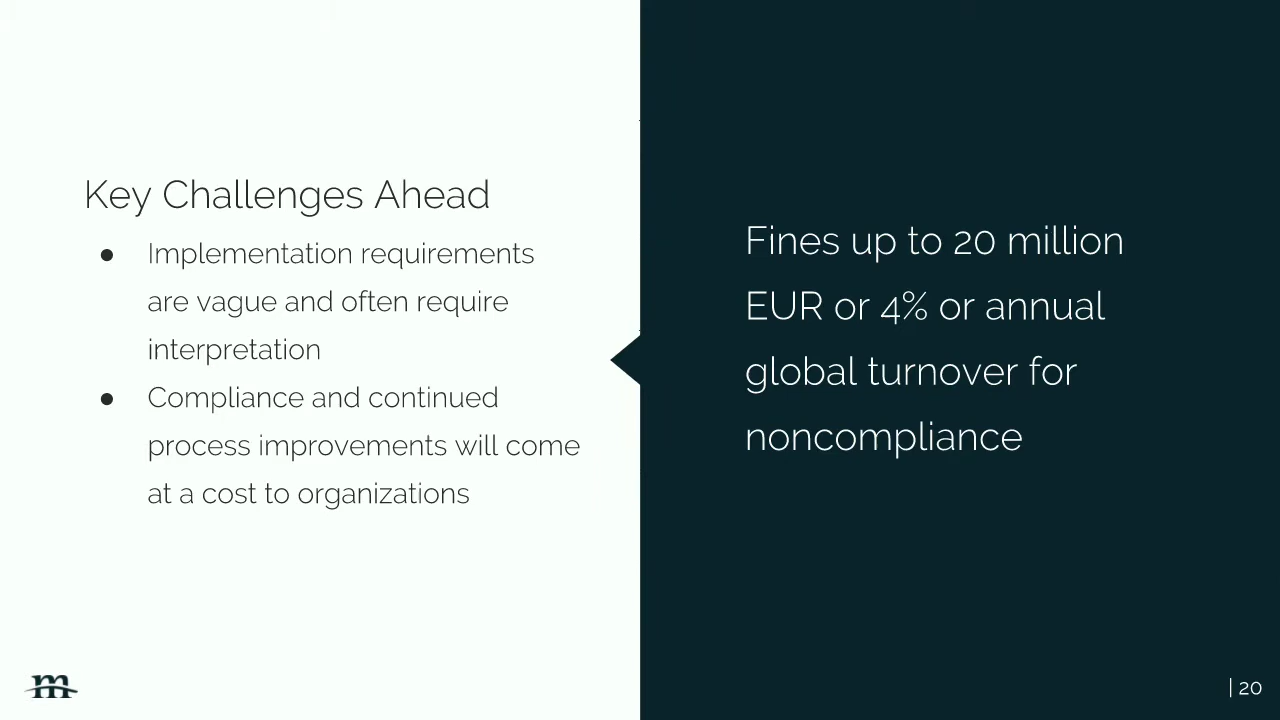 Key Challenges Ahead
● Implementation requirements
are vague and often require
interpretation
● Compliance and continued
process improvements will come
at a cost to organizations
Fines up to 20 million
EUR or 4% or annual
global turnover for
noncompliance
m
| 20